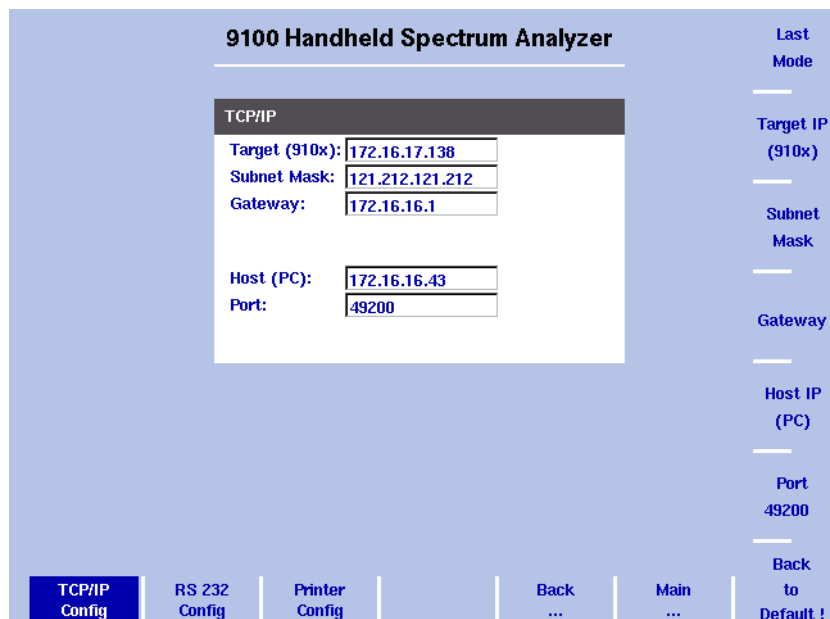 9100 Handheld Spectrum Analyzer
TCP/IP
Target (910x): 172.16.17.138
Subnet Mask: 121.212.121.212
Gateway: 172.16.16.1
Host (PC): 172.16.16.43
Port: 49200
Last
Mode
Target IP
(910x)
Subnet
Mask
Gateway
Host IP
(PC)
Port
49200
Back
to
Default !
TCP/IP
Config
RS 232
Config
Printer
Config
Back
...
Main
...